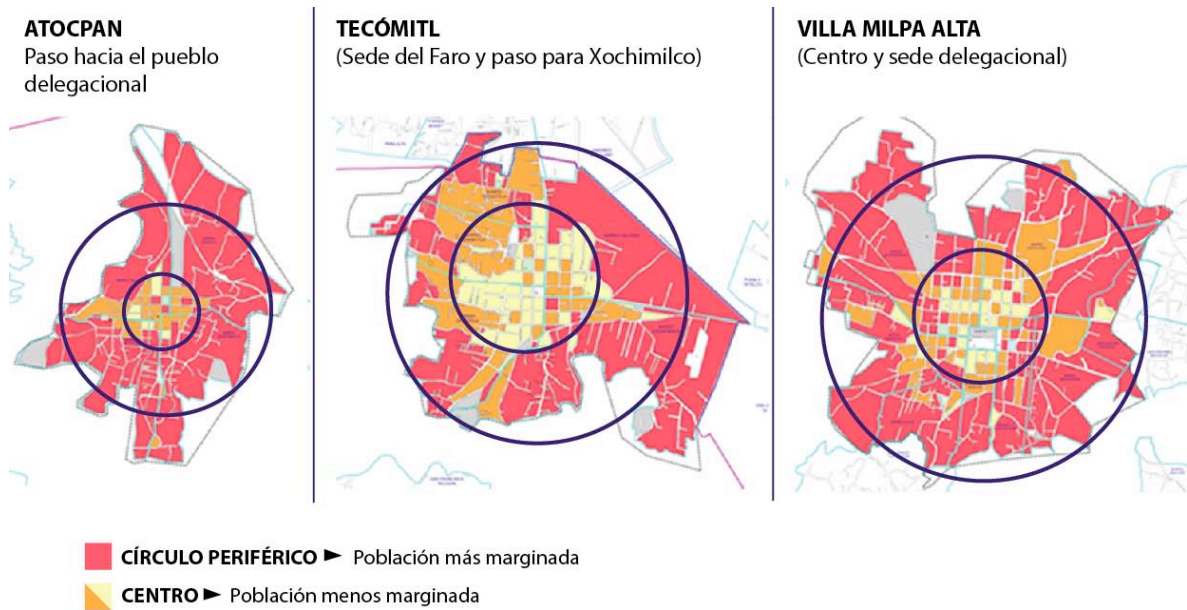 ATOCPAN
Paso hacia el pueblo
delegacional
TECÓMITL
(Sede del Faro y paso para Xochimilco)
VILLA MILPA ALTA
(Centro y sede delegacional)
CÍRCULO PERIFÉRICO ► Población más marginada
CENTRO ► Población menos marginada